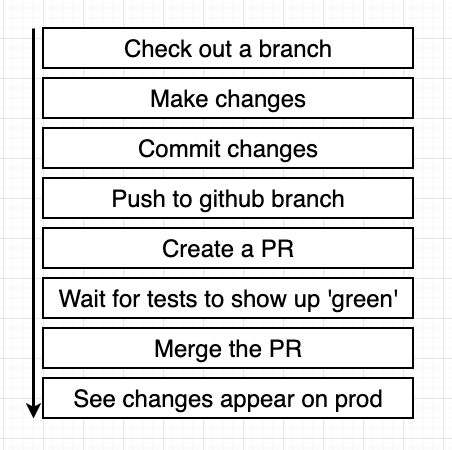 Check out a branch
Make changes
Commit changes
Push to github branch
Create a PR
Wait for tests to show up 'green'
Merge the PR
See changes appear on prod